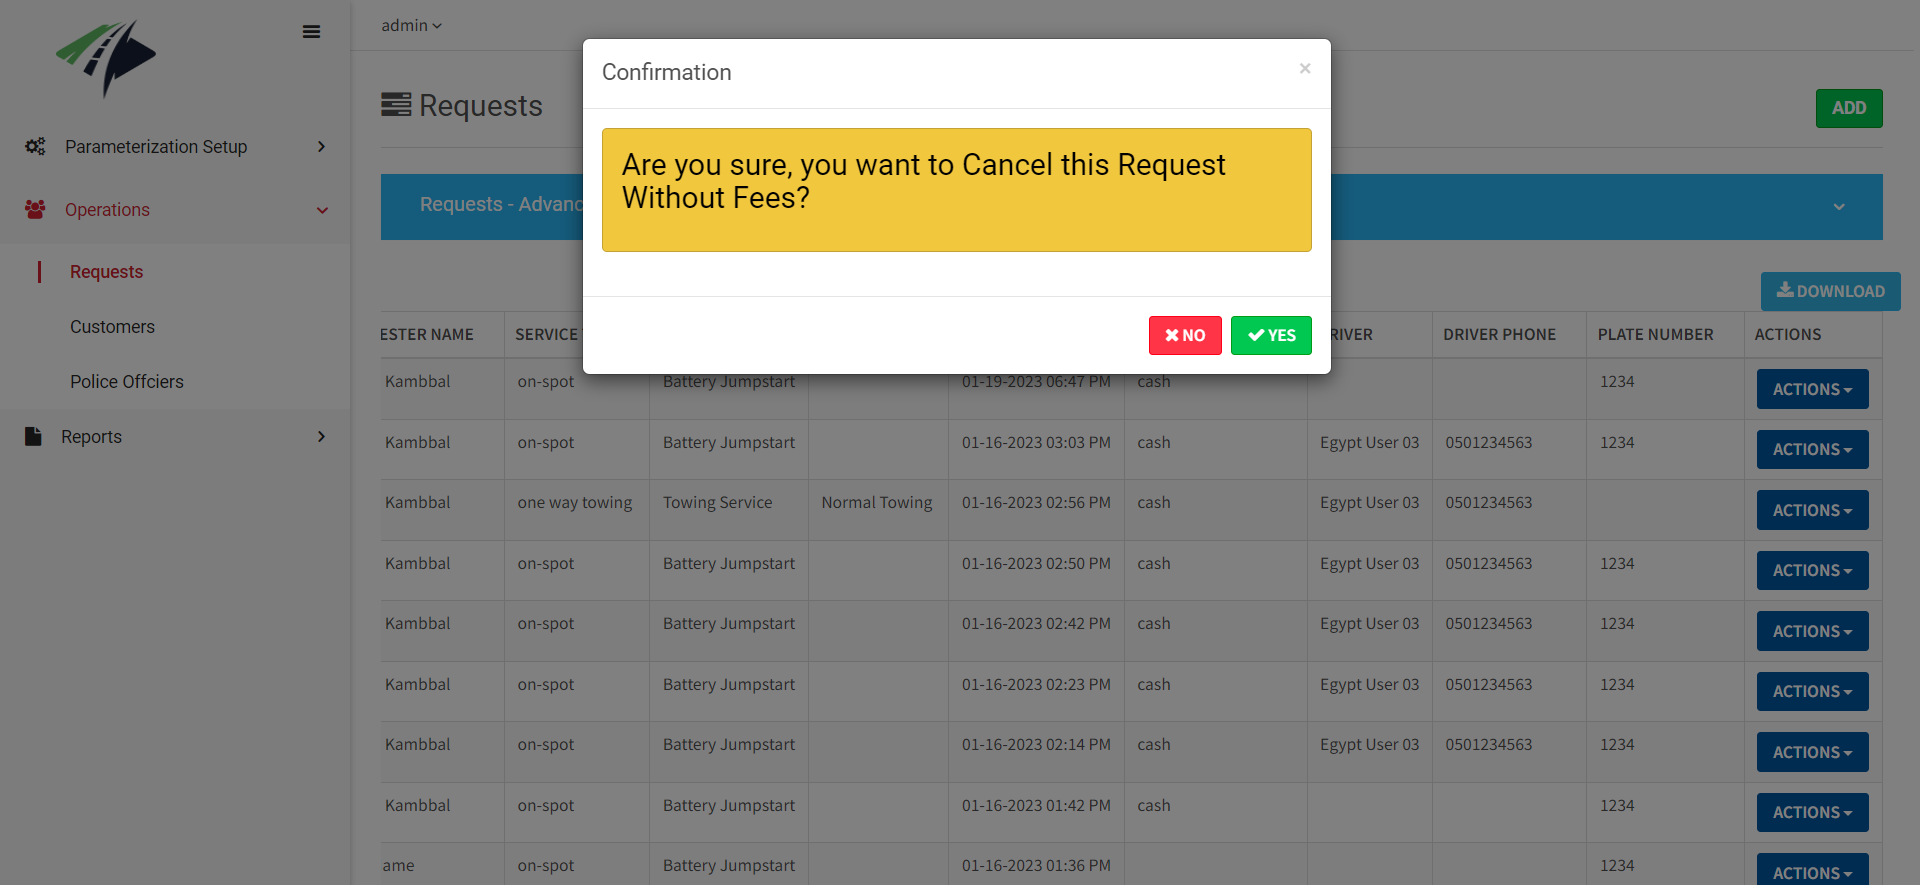 admin
Confirmation
×
Requests
ADD
Parameterization Setup
Are you sure, you want to Cancel this Request
Without Fees?
Operations
Requests - Advanc
Requests
DOWNLOAD
Customers
NO
YES
ESTER NAME
SERVICE
RIVER
DRIVER PHONE
PLATE NUMBER
ACTIONS
Police Offciers
Kambbal on-spot Battery Jumpstart 01-19-2023 06:47 PM cash 1234 ACTIONS
Reports
Kambbal on-spot Battery Jumpstart 01-16-2023 03:03 PM cash Egypt User 03 0501234563 1234 ACTIONS
Kambbal one way towing Towing Service Normal Towing 01-16-2023 02:56 PM cash Egypt User 03 0501234563 ACTIONS
Kambbal on-spot Battery Jumpstart 01-16-2023 02:50 PM cash Egypt User 03 0501234563 1234 ACTIONS
Kambbal on-spot Battery Jumpstart 01-16-2023 02:42 PM cash Egypt User 03 0501234563 1234 ACTIONS
Kambbal on-spot Battery Jumpstart 01-16-2023 02:23 PM cash Egypt User 03 0501234563 1234 ACTIONS
Kambbal on-spot Battery Jumpstart 01-16-2023 02:14 PM cash Egypt User 03 0501234563 1234 ACTIONS
Kambbal on-spot Battery Jumpstart 01-16-2023 01:42 PM cash 1234 ACTIONS
ame on-spot Battery Jumpstart 01-16-2023 01:36 PM 1234 ACTIONS